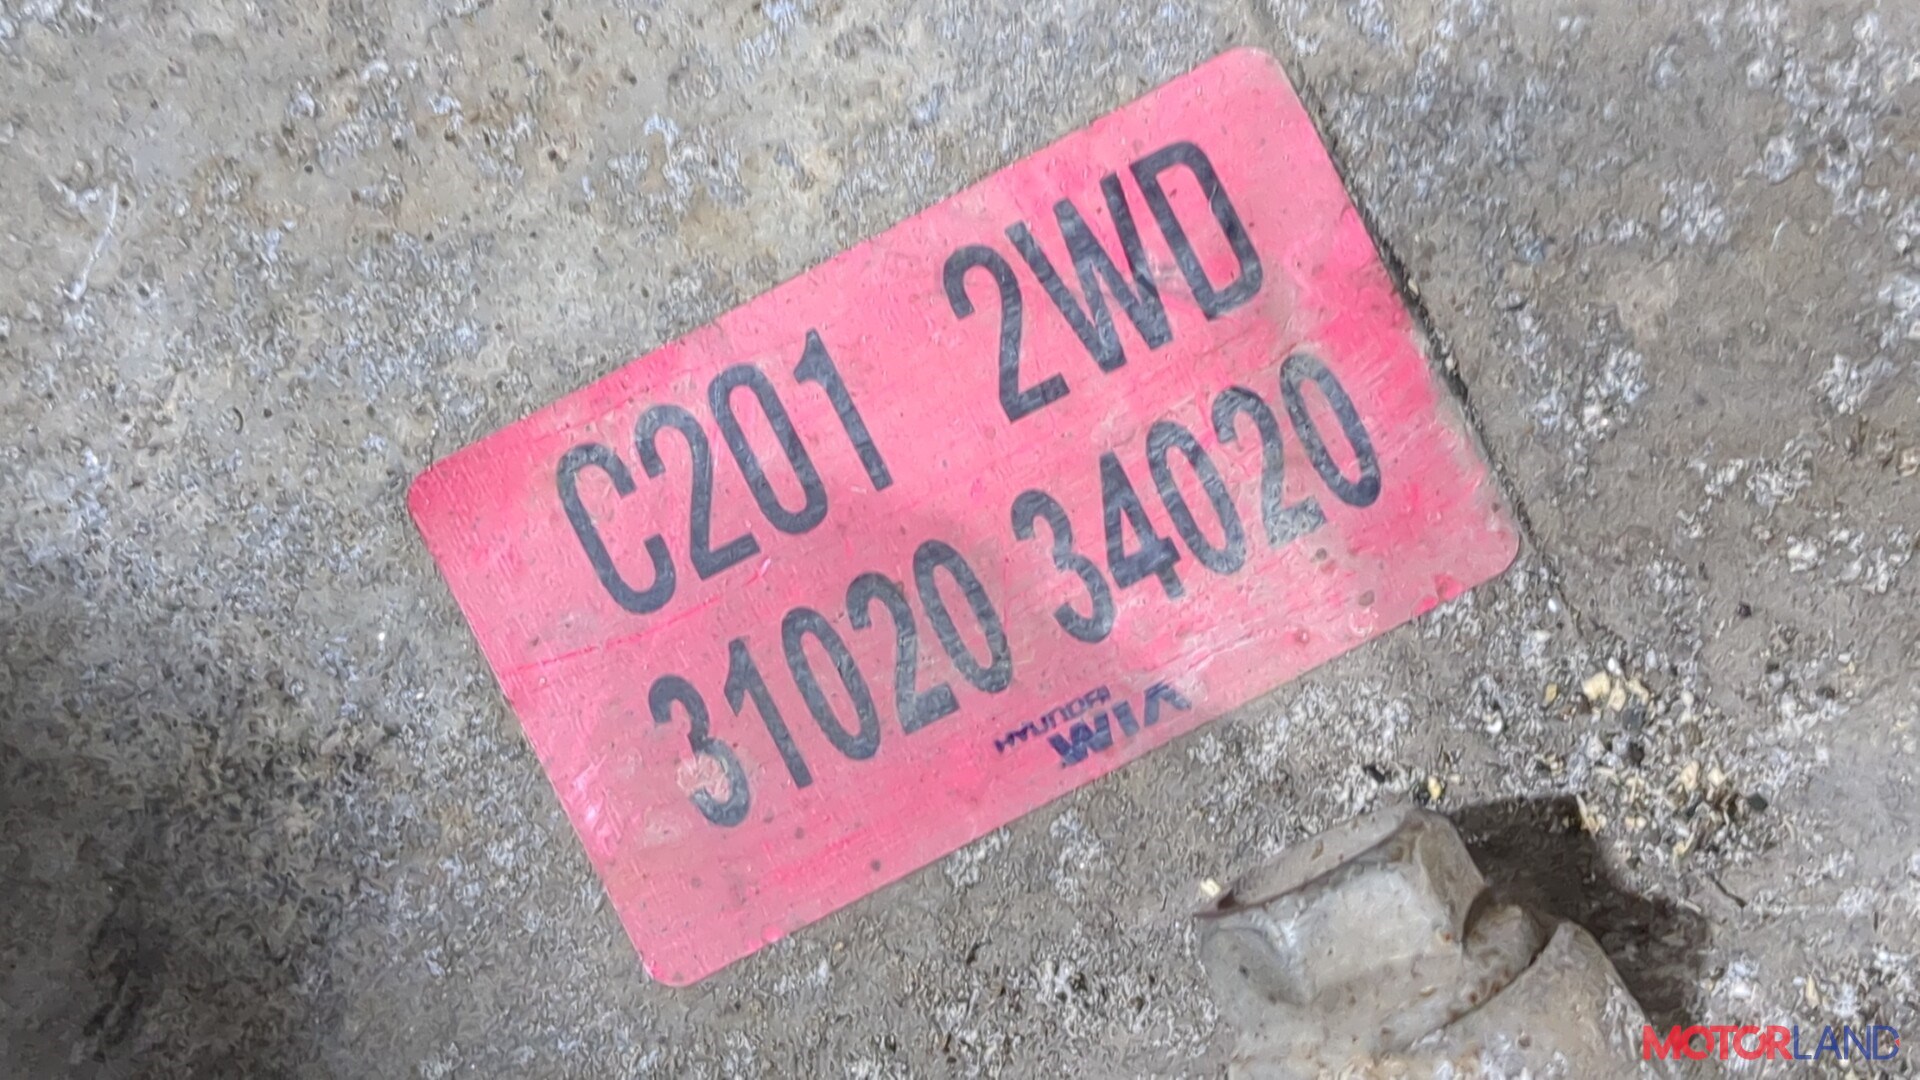 C201 2WD
31020 34020
HYUNDAI
WIA
MOTORLAND